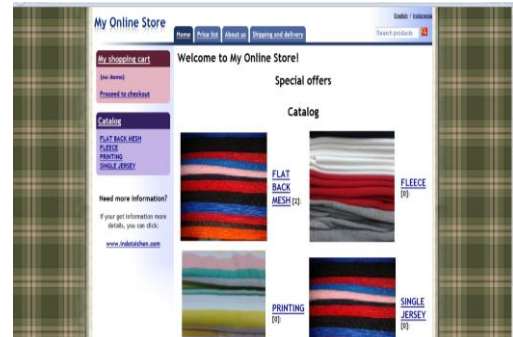 English / Indonesia
My Online Store
Home
Price list
About us
Shipping and delivery
Search products
My shopping cart
(no items)
Proceed to checkout
Catalog
FLAT BACK MESH
FLEECE
PRINTING
SINGLE JERSEY
Need more information?
If your get information more
details, you can click:
www.indotaichen.com
Welcome to My Online Store!
Special offers
Catalog
FLAT
BACK
MESH [2]:
FLEECE
[0]:
PRINTING
[0]:
SINGLE
JERSEY
[0]: